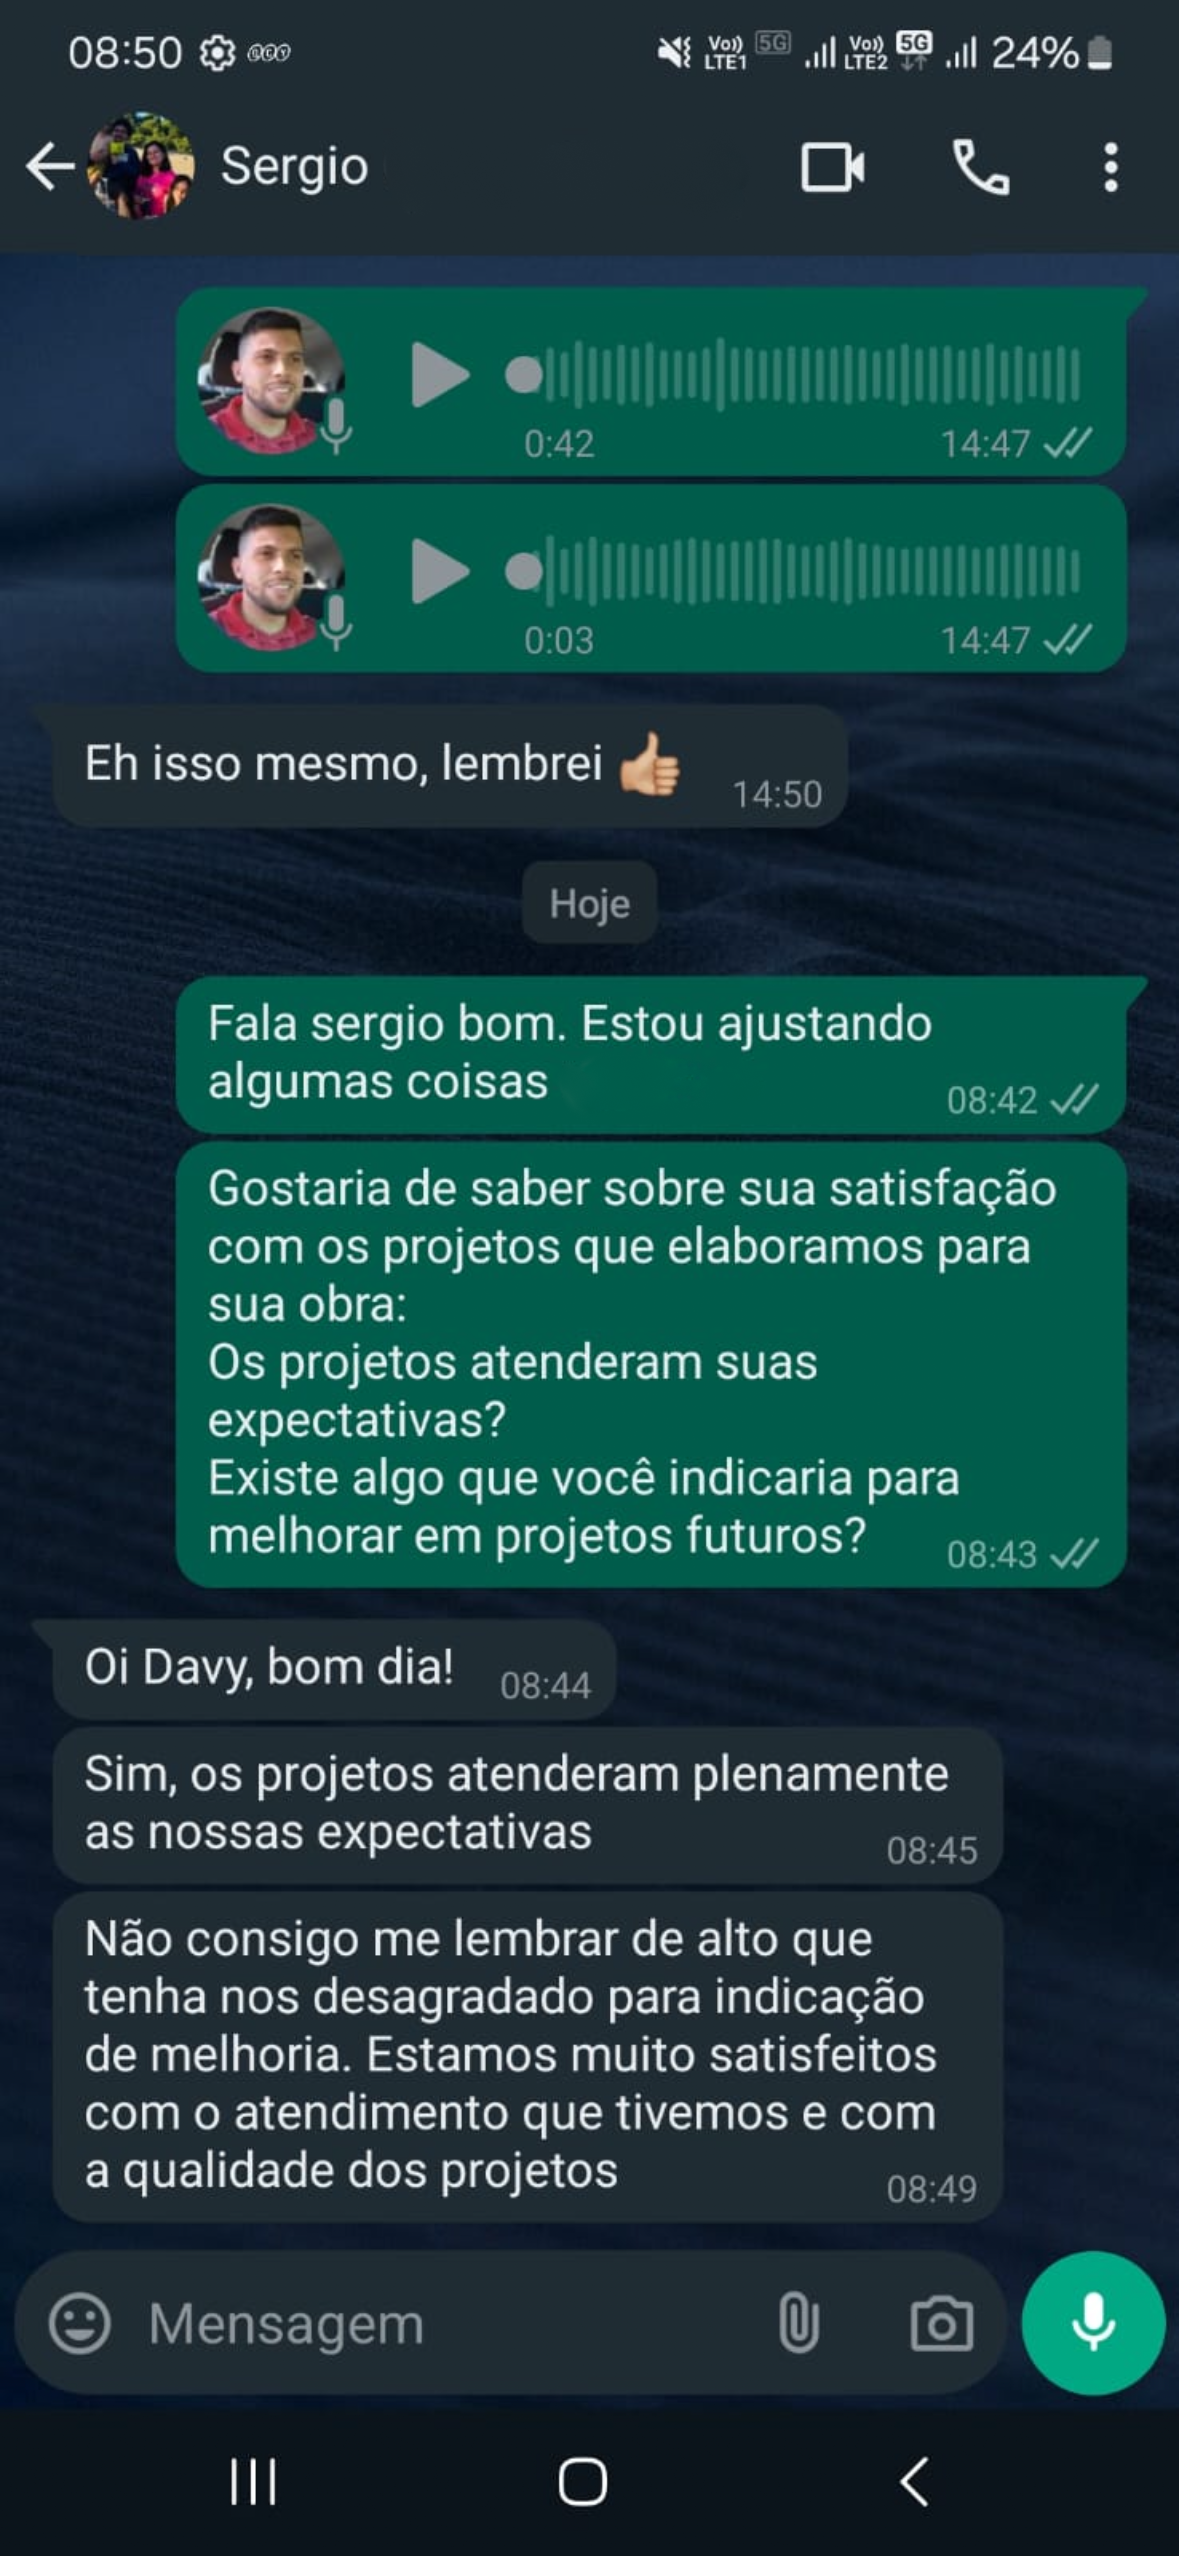 08:50
Vo)) LTE1 5G Vo)) LTE2 5G 24%
Sergio
0:42 14:47
0:03 14:47
Eh isso mesmo, lembrei 👍🏼 14:50
Hoje
Fala sergio bom. Estou ajustando
algumas coisas 08:42
Gostaria de saber sobre sua satisfação
com os projetos que elaboramos para
sua obra:
Os projetos atenderam suas
expectativas?
Existe algo que você indicaria para
melhorar em projetos futuros? 08:43
Oi Davy, bom dia! 08:44
Sim, os projetos atenderam plenamente
as nossas expectativas 08:45
Não consigo me lembrar de alto que
tenha nos desagradado para indicação
de melhoria. Estamos muito satisfeitos
com o atendimento que tivemos e com
a qualidade dos projetos 08:49
Mensagem